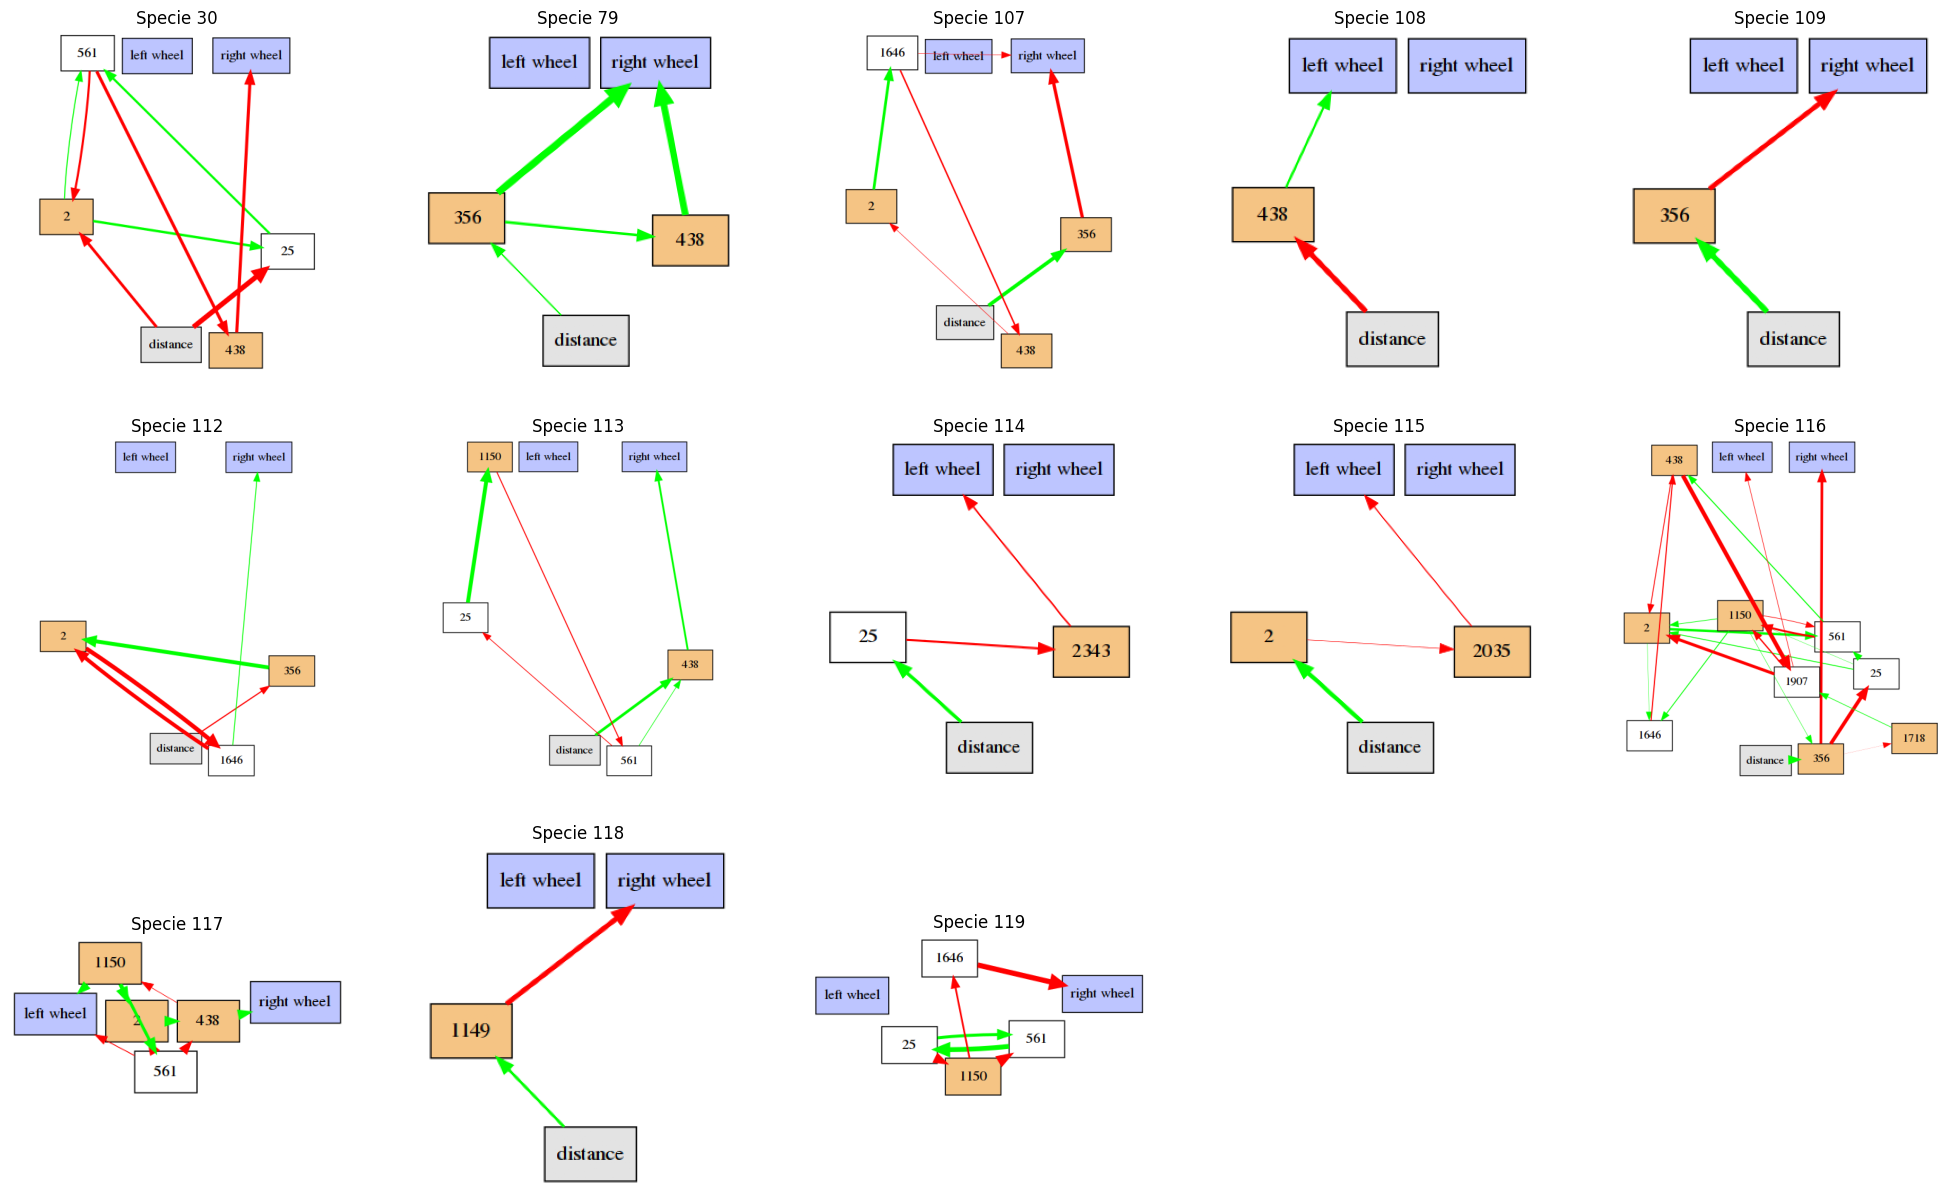 Specie 30
561
left wheel
right wheel
2
25
distance
438
Specie 79
left wheel
right wheel
356
438
distance
Specie 107
1646
left wheel
right wheel
2
356
distance
438
Specie 108
left wheel
right wheel
438
distance
Specie 109
left wheel
right wheel
356
distance
Specie 112
left wheel
right wheel
2
356
distance
1646
Specie 113
1150
left wheel
right wheel
25
438
distance
561
Specie 114
left wheel
right wheel
25
2343
distance
Specie 115
left wheel
right wheel
2
2035
distance
Specie 116
438
left wheel
right wheel
2
1150
561
25
1907
1646
1718
distance
356
Specie 117
1150
left wheel
2
438
right wheel
561
Specie 118
left wheel
right wheel
1149
distance
Specie 119
1646
left wheel
right wheel
25
561
1150